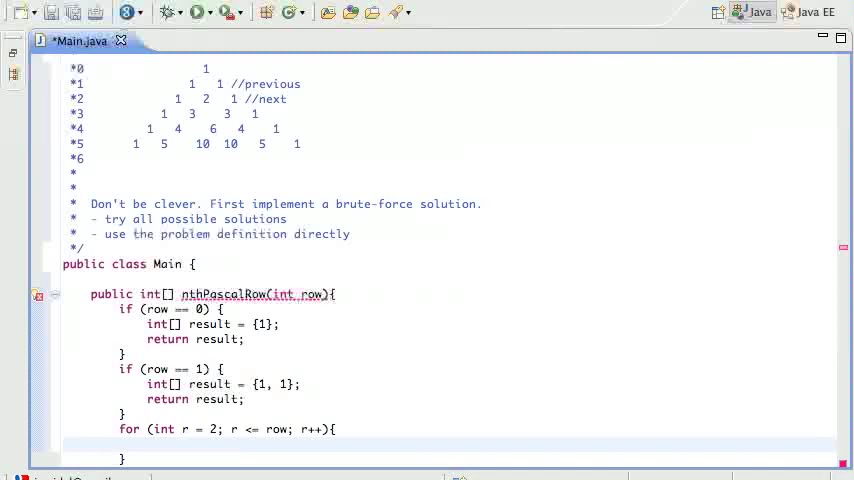 Java
Java EE
*Main.java
*0 1
*1 1 1 //previous
*2 1 2 1 //next
*3 1 3 3 1
*4 1 4 6 4 1
*5 1 5 10 10 5 1
*6
*
*
* Don't be clever. First implement a brute-force solution.
* - try all possible solutions
* - use the problem definition directly
*/
public class Main {
public int[] nthPascalRow(int row){
if (row == 0) {
int[] result = {1};
return result;
}
if (row == 1) {
int[] result = {1, 1};
return result;
}
for (int r = 2; r <= row; r++){
}